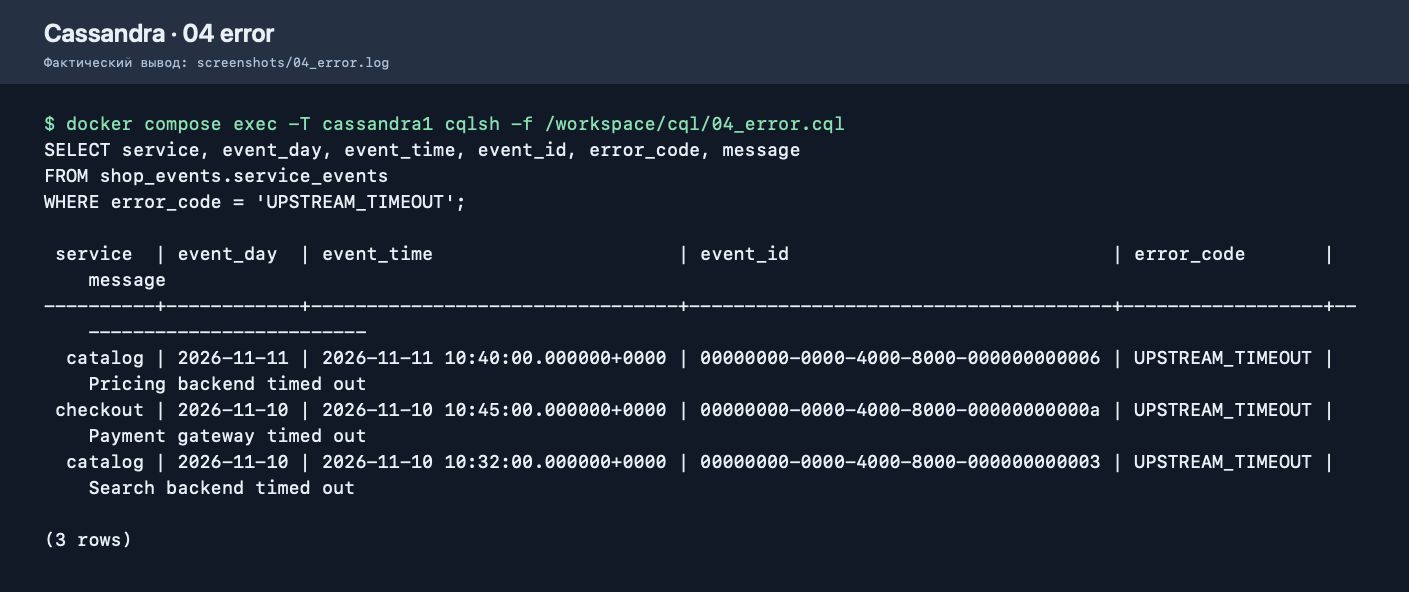 Cassandra · 04 error
Фактический вывод: screenshots/04_error.log
$ docker compose exec -T cassandra1 cqlsh -f /workspace/cql/04_error.cql
SELECT service, event_day, event_time, event_id, error_code, message
FROM shop_events.service_events
WHERE error_code = 'UPSTREAM_TIMEOUT';
 service  | event_day  | event_time                      | event_id                             | error_code       |
    message
----------+------------+---------------------------------+--------------------------------------+------------------+--
    -------------------------
  catalog | 2026-11-11 | 2026-11-11 10:40:00.000000+0000 | 00000000-0000-4000-8000-000000000006 | UPSTREAM_TIMEOUT |
    Pricing backend timed out
 checkout | 2026-11-10 | 2026-11-10 10:45:00.000000+0000 | 00000000-0000-4000-8000-00000000000a | UPSTREAM_TIMEOUT |
    Payment gateway timed out
  catalog | 2026-11-10 | 2026-11-10 10:32:00.000000+0000 | 00000000-0000-4000-8000-000000000003 | UPSTREAM_TIMEOUT |
    Search backend timed out
(3 rows)